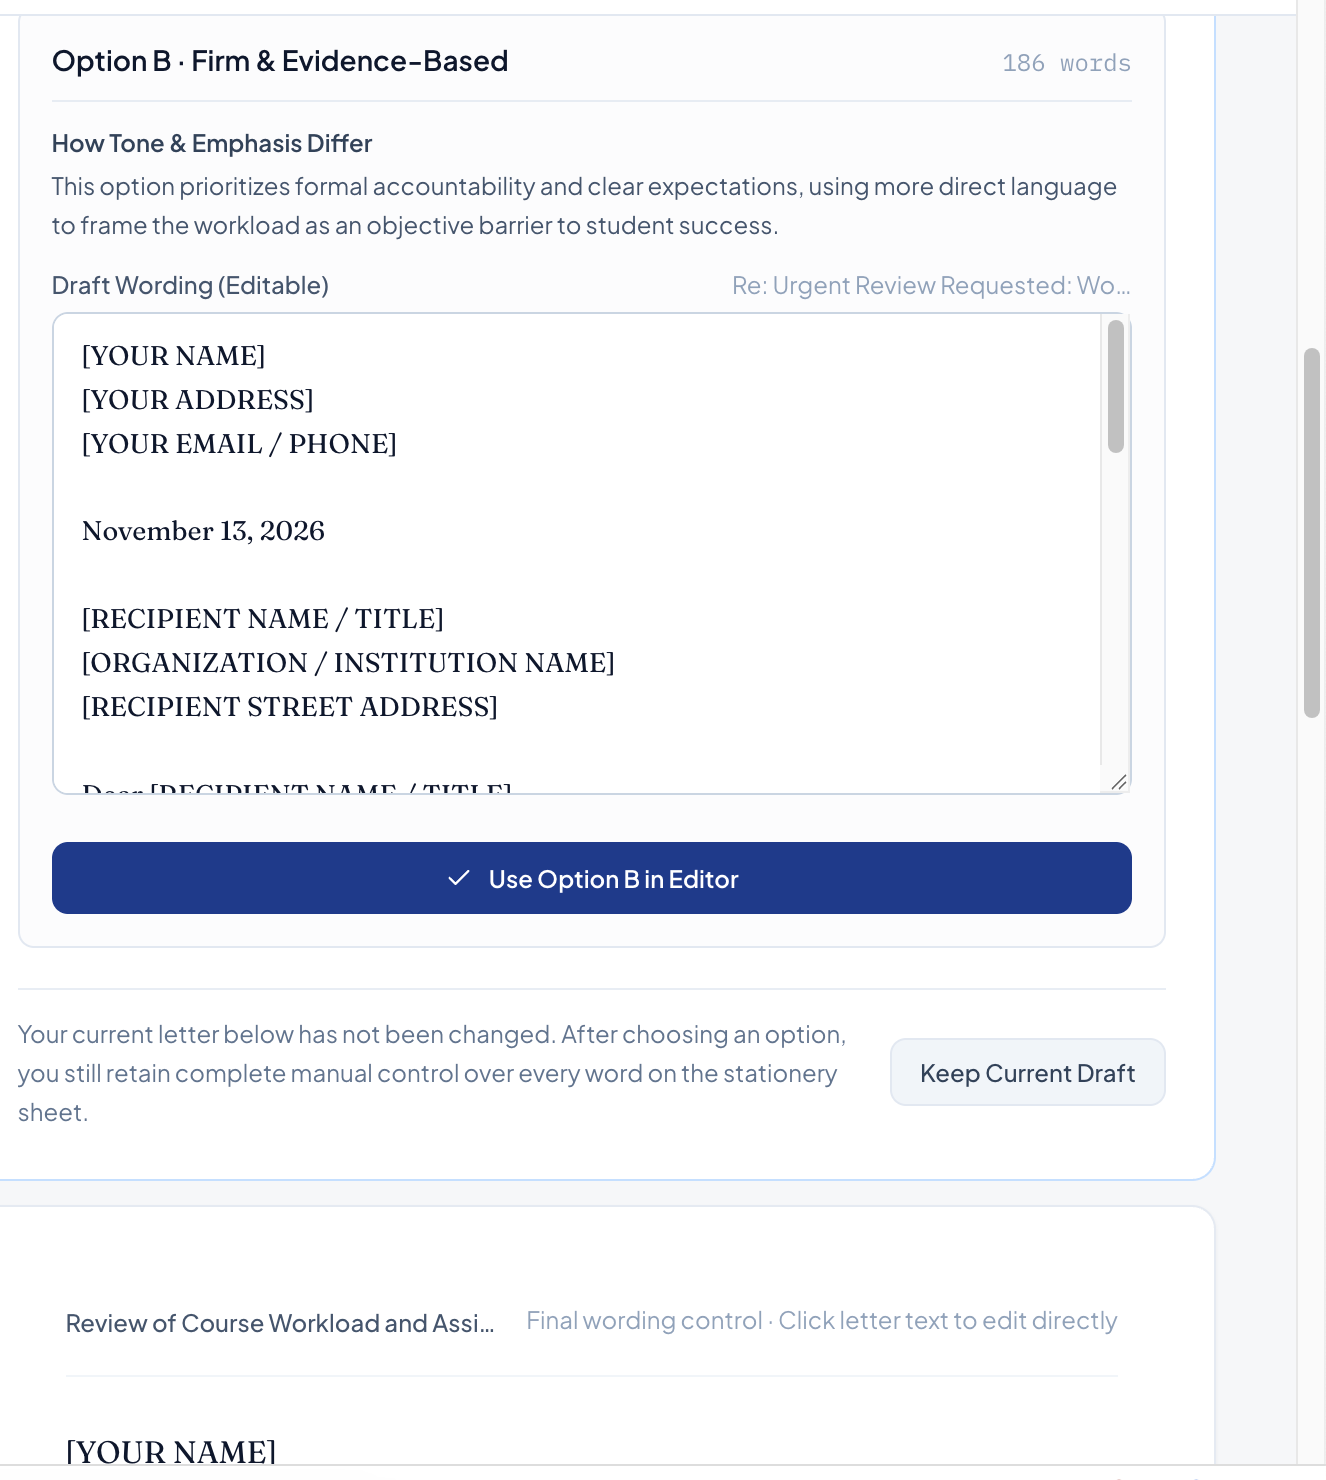 Option B · Firm & Evidence-Based
186 words
How Tone & Emphasis Differ
This option prioritizes formal accountability and clear expectations, using more direct language
to frame the workload as an objective barrier to student success.
Draft Wording (Editable)
Re: Urgent Review Requested: Wo...
[YOUR NAME]
[YOUR ADDRESS]
[YOUR EMAIL / PHONE]
November 13, 2026
[RECIPIENT NAME / TITLE]
[ORGANIZATION / INSTITUTION NAME]
[RECIPIENT STREET ADDRESS]
Dear [RECIPIENT NAME / TITLE]
Use Option B in Editor
Your current letter below has not been changed. After choosing an option,
you still retain complete manual control over every word on the stationery
sheet.
Keep Current Draft
Review of Course Workload and Assi...
Final wording control · Click letter text to edit directly
[YOUR NAME]